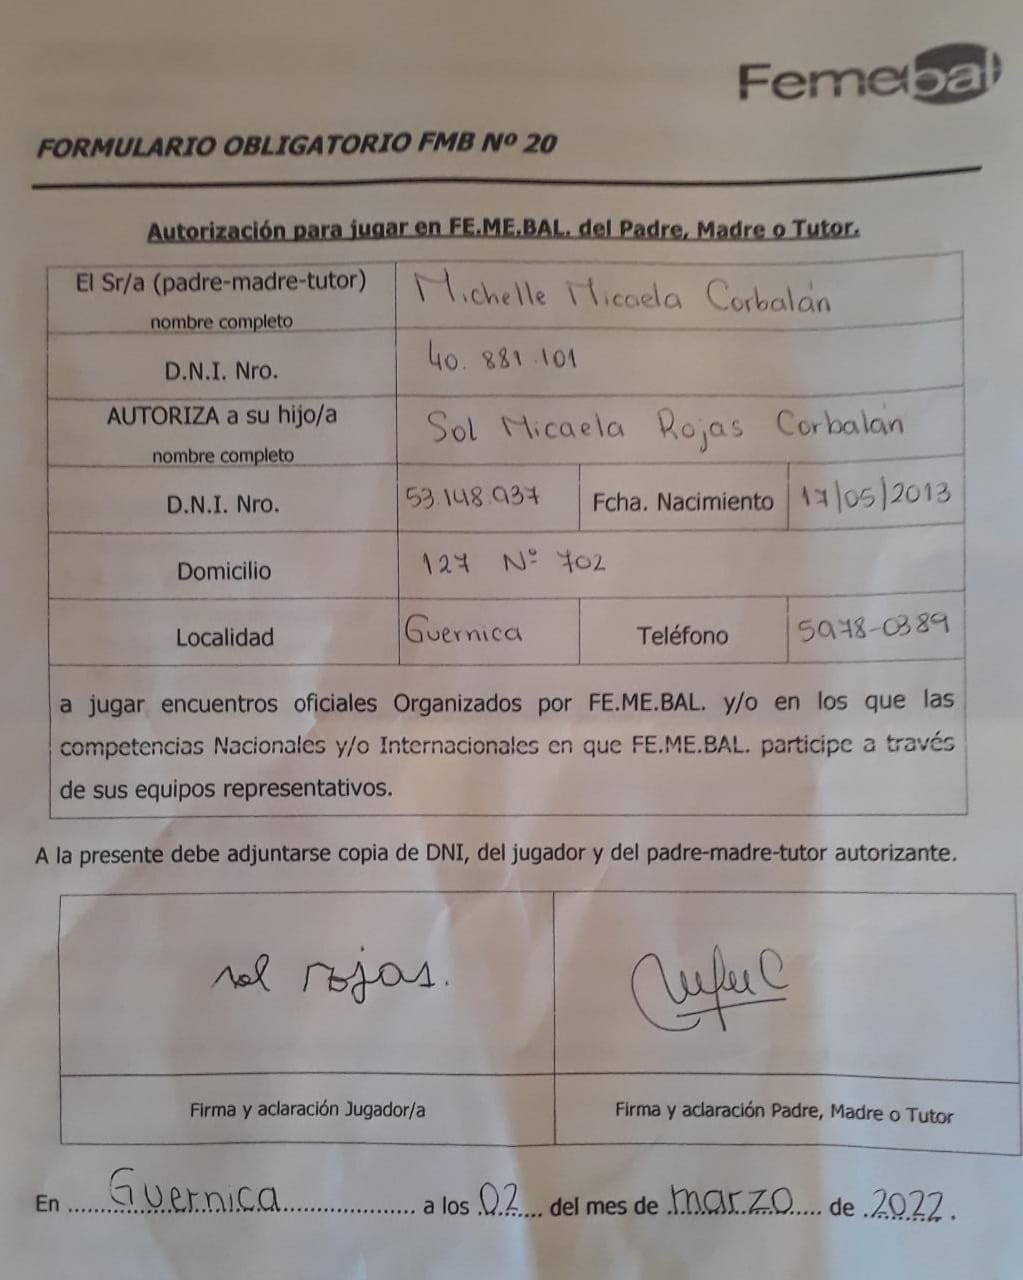 Femebal
FORMULARIO OBLIGATORIO FMB Nº 20
Autorización para jugar en FE.ME.BAL. del Padre, Madre o Tutor.
El Sr/a (padre-madre-tutor) nombre completo Michelle Micaela Corbalán
D.N.I. Nro. 40.881.101
AUTORIZA a su hijo/a nombre completo Sol Micaela Rojas Corbalán
D.N.I. Nro. 53.148.937 Fcha. Nacimiento 17/05/2013
Domicilio 127 Nº 702
Localidad Guernica Teléfono 5978-0389
a jugar encuentros oficiales Organizados por FE.ME.BAL. y/o en los que las
competencias Nacionales y/o Internacionales en que FE.ME.BAL. participe a través
de sus equipos representativos.
A la presente debe adjuntarse copia de DNI, del jugador y del padre-madre-tutor autorizante.
sol rojas.
Firma y aclaración Jugador/a Firma y aclaración Padre, Madre o Tutor
En Guernica a los 02 del mes de marzo de 2022.